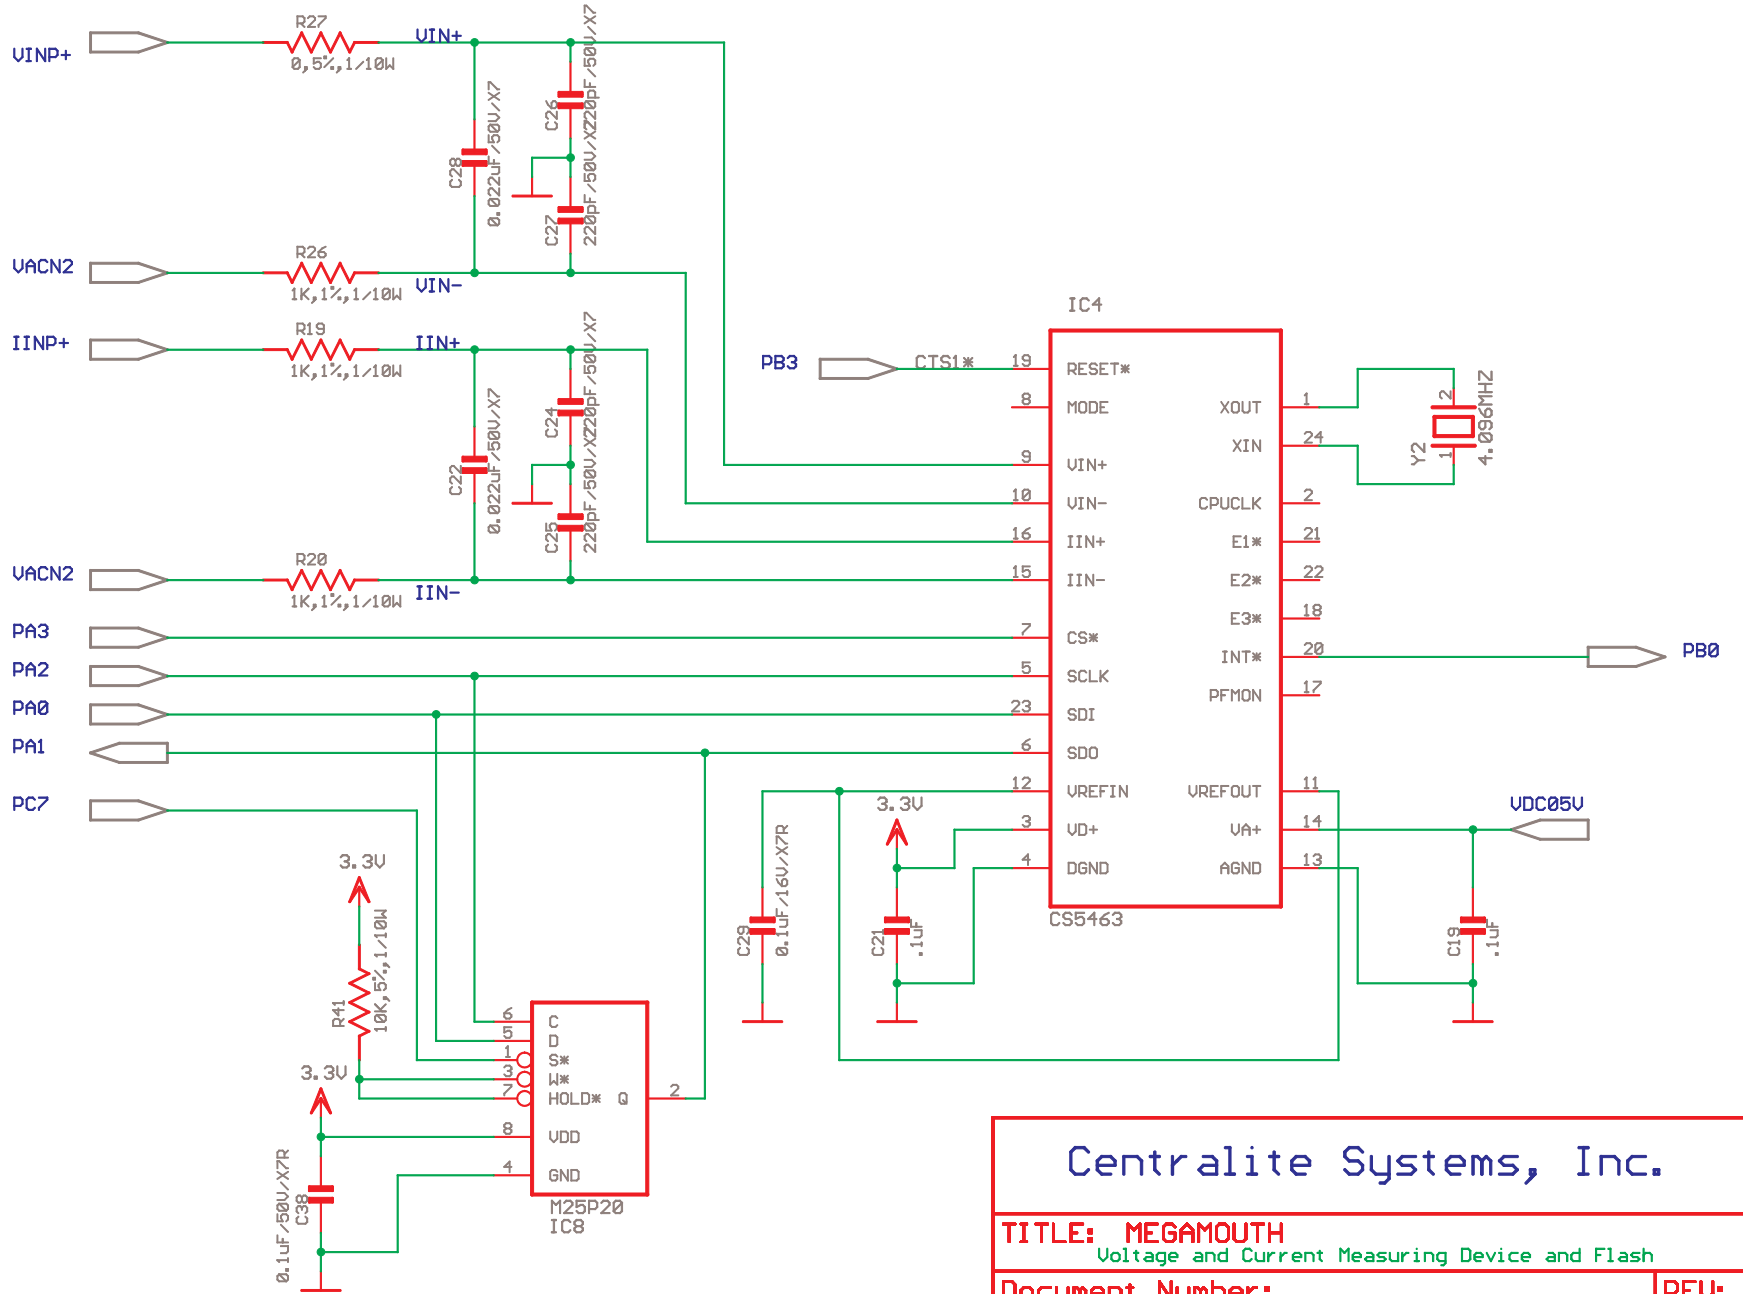 R27
VINP+
VIN+
0,5%,1/10W
C26
220pF/50V/X7
C28
0.022uF/50V/X7
C27
220pF/50V/X7
R26
VACN2
1K,1%,1/10W
VIN-
R19
IINP+
IIN+
1K,1%,1/10W
C24
220pF/50V/X7
C22
0.022uF/50V/X7
C25
220pF/50V/X7
R20
VACN2
1K,1%,1/10W
IIN-
PA3
PA2
PA0
PA1
PC7
IC4
PB3
CTS1*
19 RESET*
8 MODE
9 VIN+
10 VIN-
16 IIN+
15 IIN-
7 CS*
5 SCLK
23 SDI
6 SDO
12 VREFIN
3 VD+
4 DGND
XOUT 1
XIN 24
CPUCLK 2
E1* 21
E2* 22
E3* 18
INT* 20
PFMON 17
VREFOUT 11
VA+ 14
AGND 13
CS5463
2
1
Y2
4.096MHZ
PB0
VDC05V
C19
.1uF
3.3V
C21
.1uF
C29
0.1uF/16V/X7R
3.3V
R41
10K,5%,1/10W
3.3V
6 C
5 D
1 S*
3 W*
7 HOLD*
Q 2
8 VDD
4 GND
M25P20
IC8
C38
0.1uF/50V/X7R
Centralite Systems, Inc.
TITLE: MEGAMOUTH
Voltage and Current Measuring Device and Flash
Document Number:
REV: